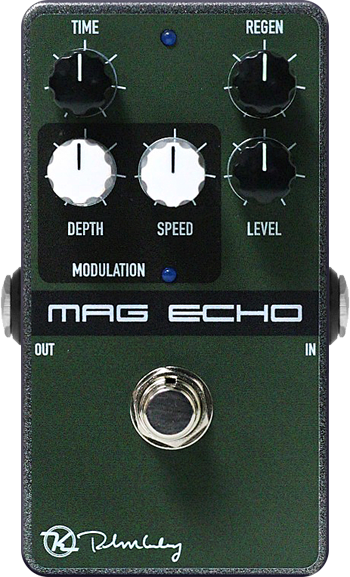 TIME REGEN
DEPTH SPEED LEVEL
MODULATION
MAG ECHO
OUT IN
K